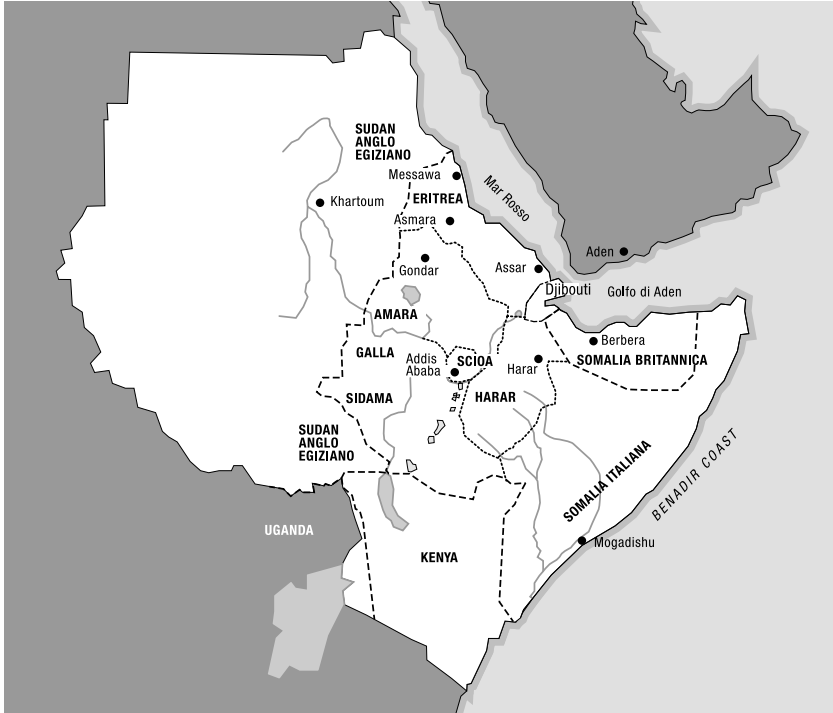 SUDAN
ANGLO
EGIZIANO
Messawa
Mar Rosso
ERITREA
Khartoum
Asmara
Aden
Gondar
Assar
Djibouti
Golfo di Aden
AMARA
Berbera
GALLA
Addis
Ababa
SCIOA
Harar
SOMALIA BRITANNICA
SIDAMA
HARAR
SUDAN
ANGLO
EGIZIANO
SOMALIA ITALIANA
BENADIR COAST
UGANDA
Mogadishu
KENYA